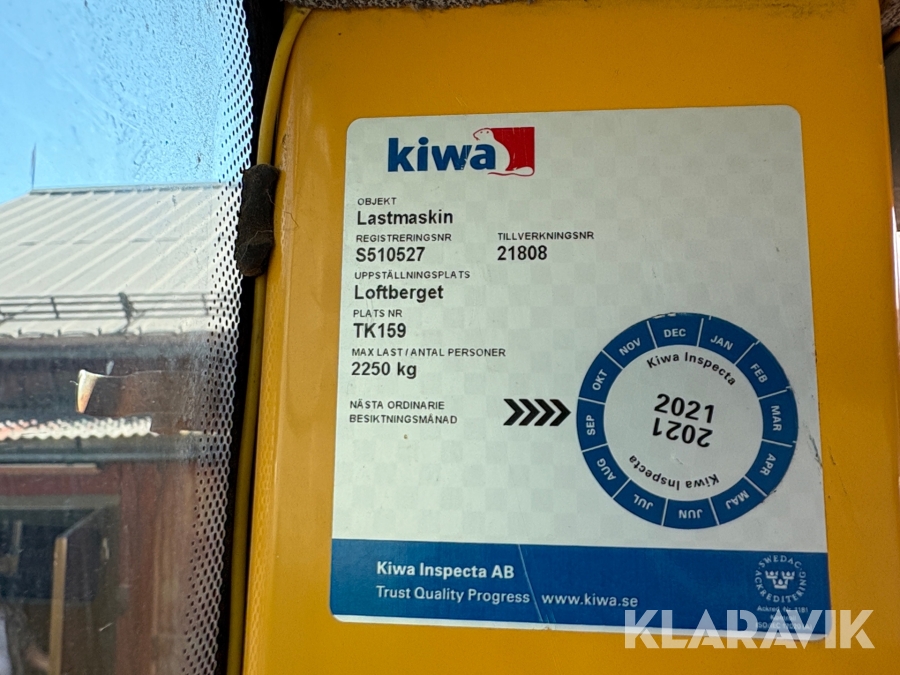 kiwa
OBJEKT
Lastmaskin
REGISTRERINGSNR TILLVERKNINGSNR
S510527 21808
UPPSTÄLLNINGSPLATS
Loftberget
PLATS NR
TK159
MAX LAST / ANTAL PERSONER
2250 kg
NÄSTA ORDINARIE
BESIKTNINGSMÅNAD
JAN
FEB
MAR
APR
MAJ
JUN
JUL
AUG
SEP
OKT
NOV
DEC
Kiwa Inspecta
2021
2021
Kiwa Inspecta
Kiwa Inspecta AB
Trust Quality Progress www.kiwa.se
SWEDAC
ACKREDITERING
KLARAVIK